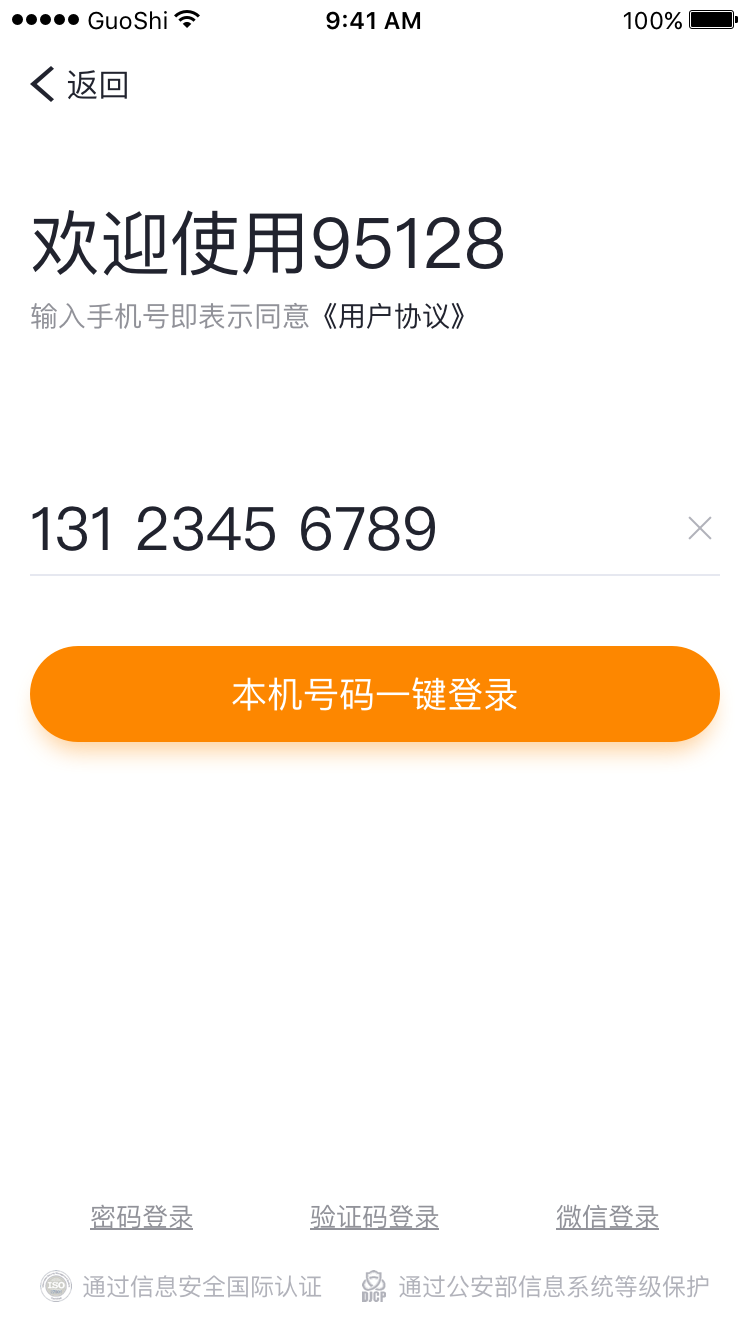 GuoShi 9:41 AM 100%
返回
欢迎使用95128
输入手机号即表示同意《用户协议》
131 2345 6789
本机号码一键登录
密码登录 验证码登录 微信登录
ISO 通过信息安全国际认证 DJCP 通过公安部信息系统等级保护